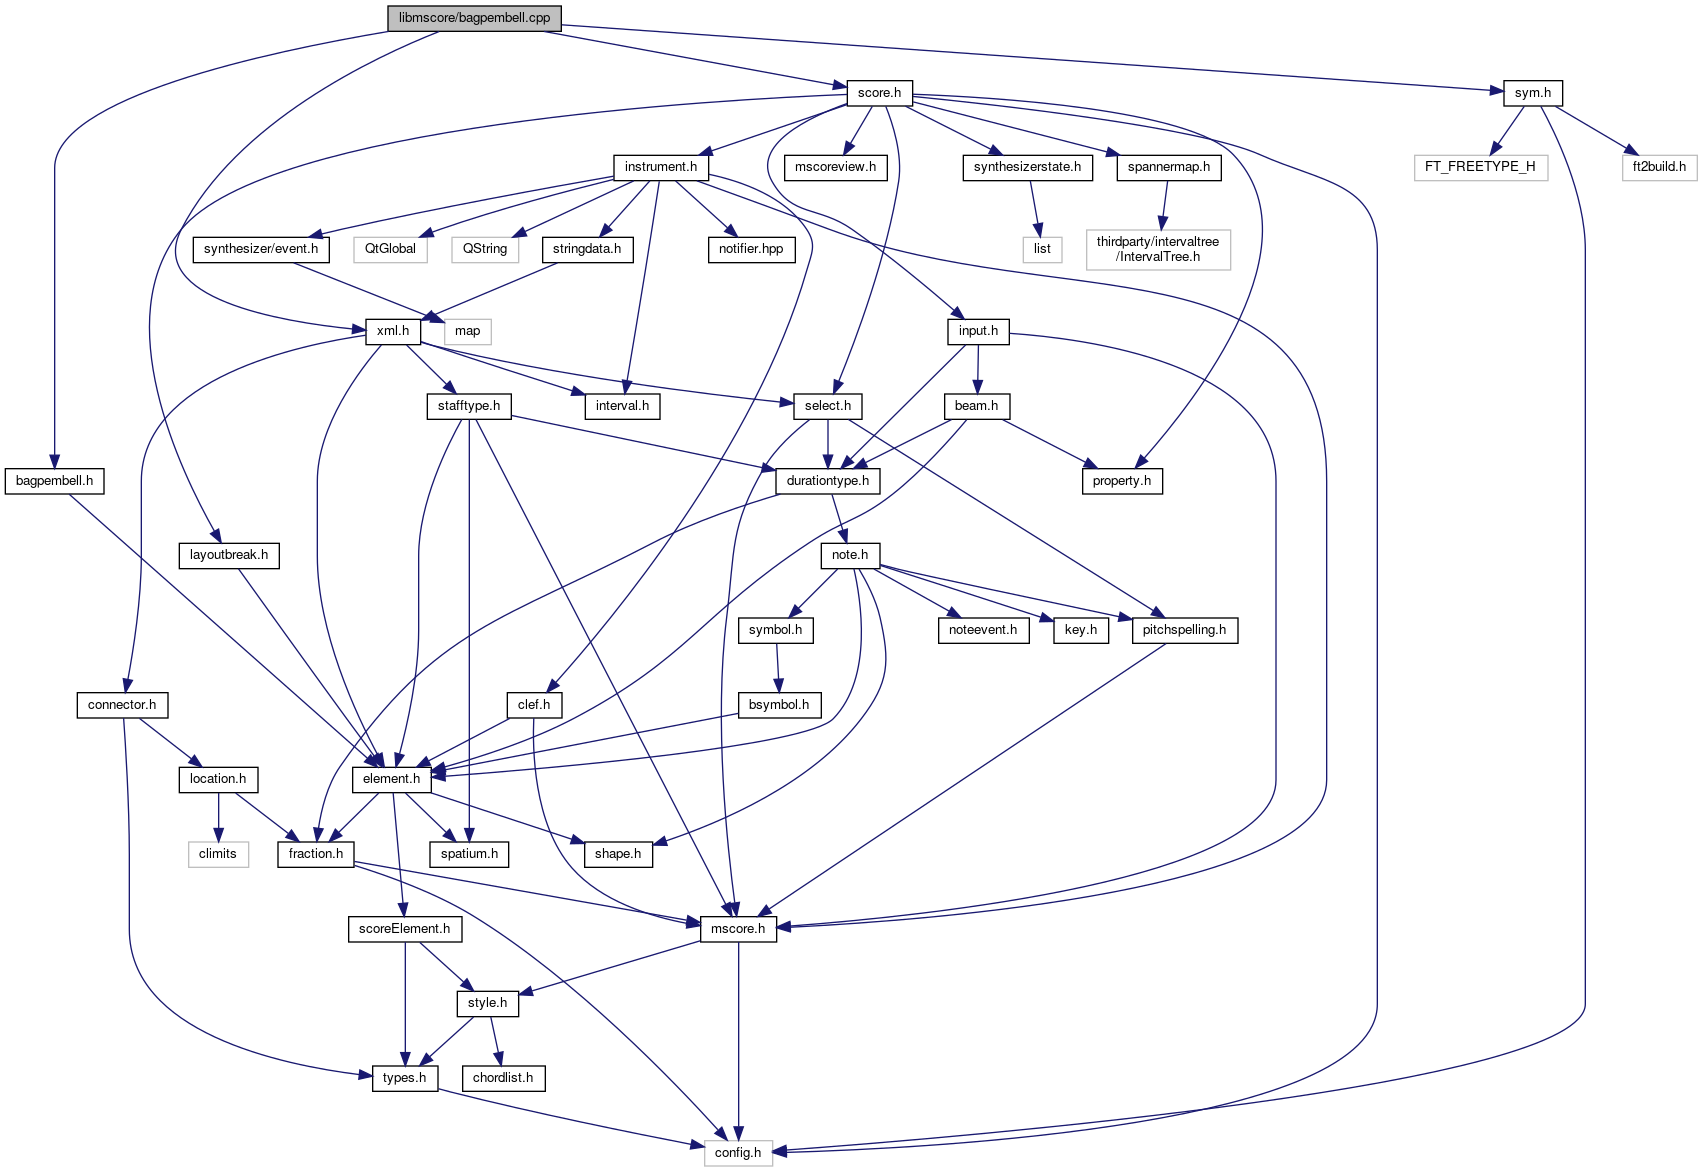 libmscore/bagpembell.cpp
score.h
sym.h
instrument.h
mscoreview.h
synthesizerstate.h
spannermap.h
FT_FREETYPE_H
ft2build.h
synthesizer/event.h
QtGlobal
QString
stringdata.h
notifier.hpp
list
thirdparty/intervaltree
/IntervalTree.h
xml.h
map
input.h
stafftype.h
interval.h
select.h
beam.h
bagpembell.h
durationtype.h
property.h
layoutbreak.h
note.h
symbol.h
noteevent.h
key.h
pitchspelling.h
connector.h
clef.h
bsymbol.h
location.h
element.h
climits
fraction.h
spatium.h
shape.h
scoreElement.h
mscore.h
style.h
types.h
chordlist.h
config.h